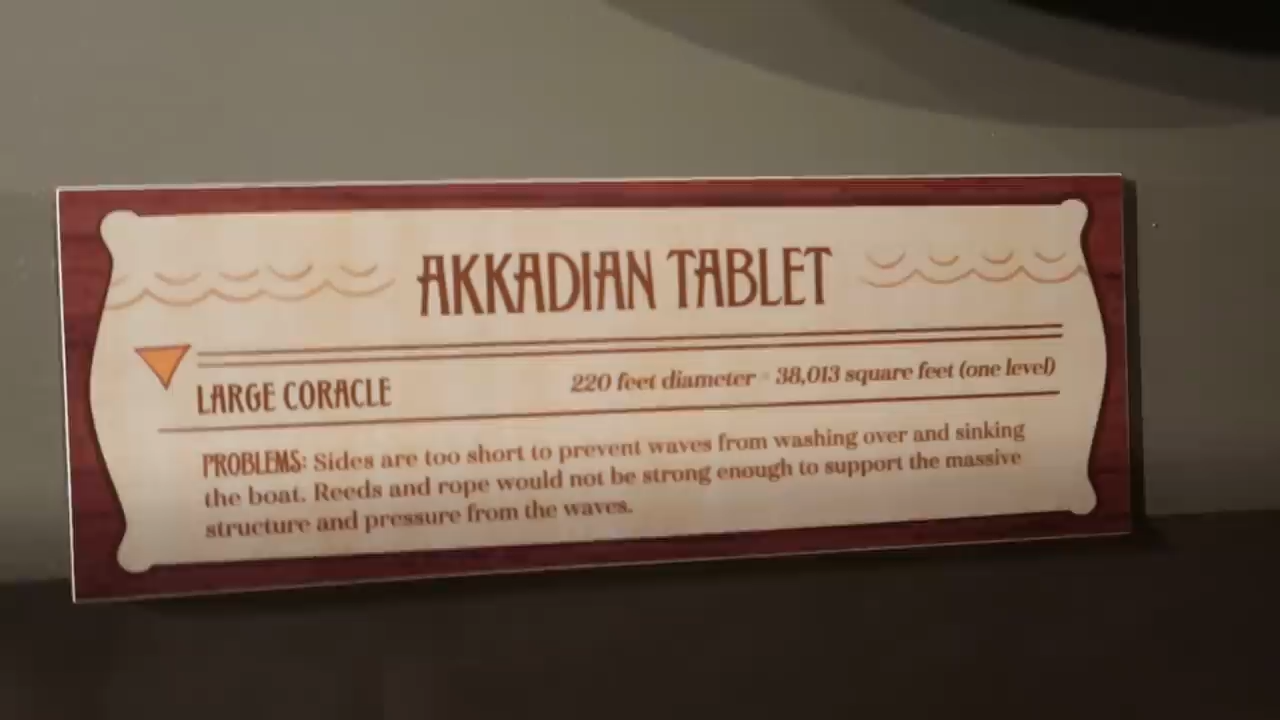 AKKADIAN TABLET
LARGE CORACLE 220 feet diameter • 38,013 square feet (one level)
PROBLEMS: Sides are too short to prevent waves from washing over and sinking
the boat. Reeds and rope would not be strong enough to support the massive
structure and pressure from the waves.